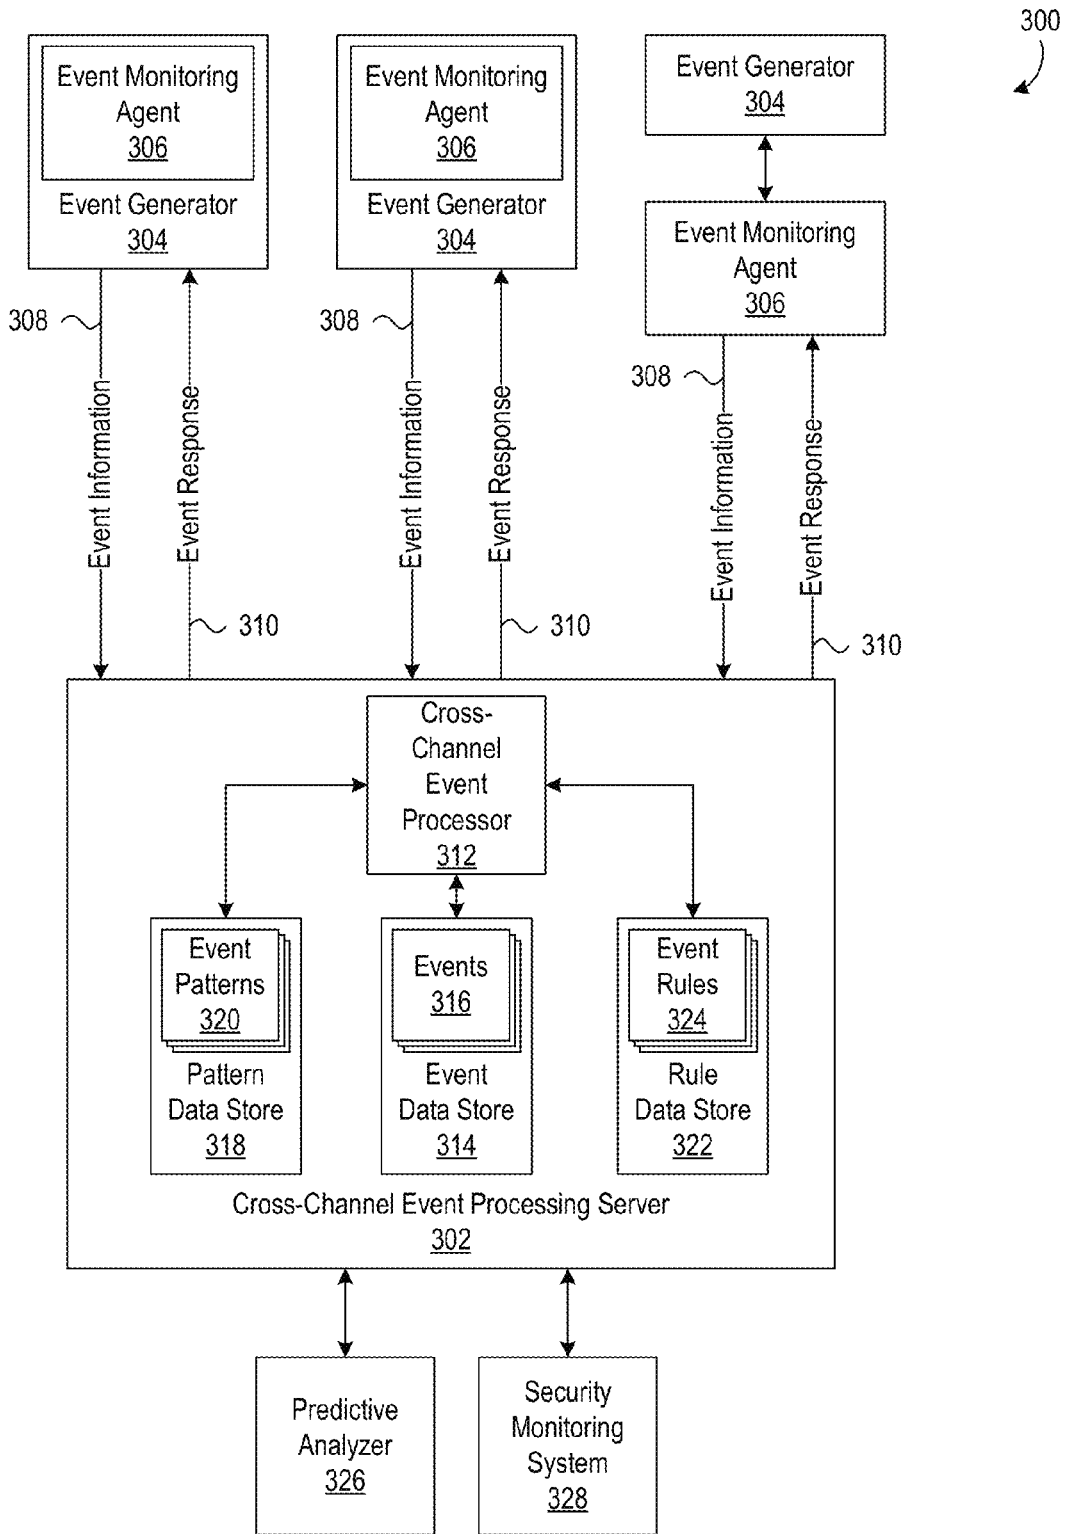 300
Event Monitoring
Agent
306
Event Generator
304
Event Monitoring
Agent
306
Event Generator
304
Event Generator
304
Event Monitoring
Agent
306
308
Event Information
Event Response
310
308
Event Information
Event Response
310
308
Event Information
Event Response
310
Cross-
Channel
Event
Processor
312
Event
Patterns
320
Pattern
Data Store
318
Events
316
Event
Data Store
314
Event
Rules
324
Rule
Data Store
322
Cross-Channel Event Processing Server
302
Predictive
Analyzer
326
Security
Monitoring
System
328